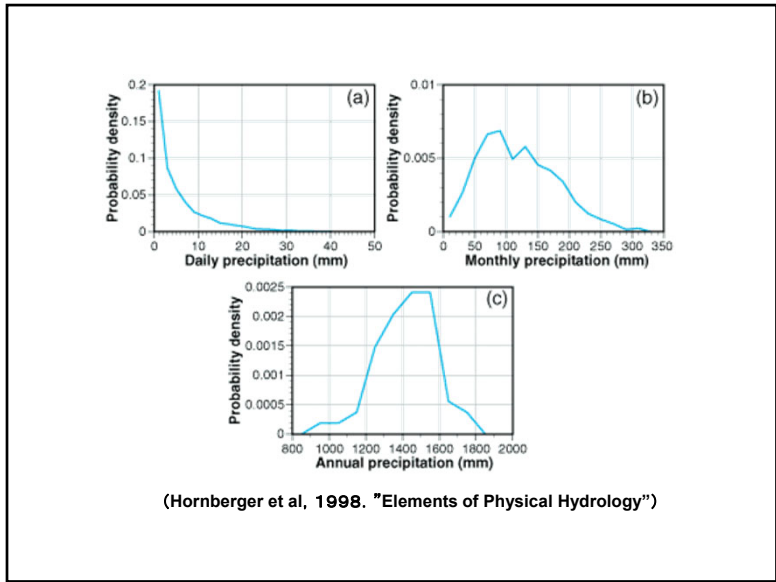 0.2
0.15
0.1
0.05
0
Probability density
(a)
0 10 20 30 40 50
Daily precipitation (mm)
0.01
0.005
0
Probability density
(b)
0 50 100 150 200 250 300 350
Monthly precipitation (mm)
0.0025
0.002
0.0015
0.001
0.0005
0
Probability density
(c)
800 1000 1200 1400 1600 1800 2000
Annual precipitation (mm)
(Hornberger et al, 1998. "Elements of Physical Hydrology”)